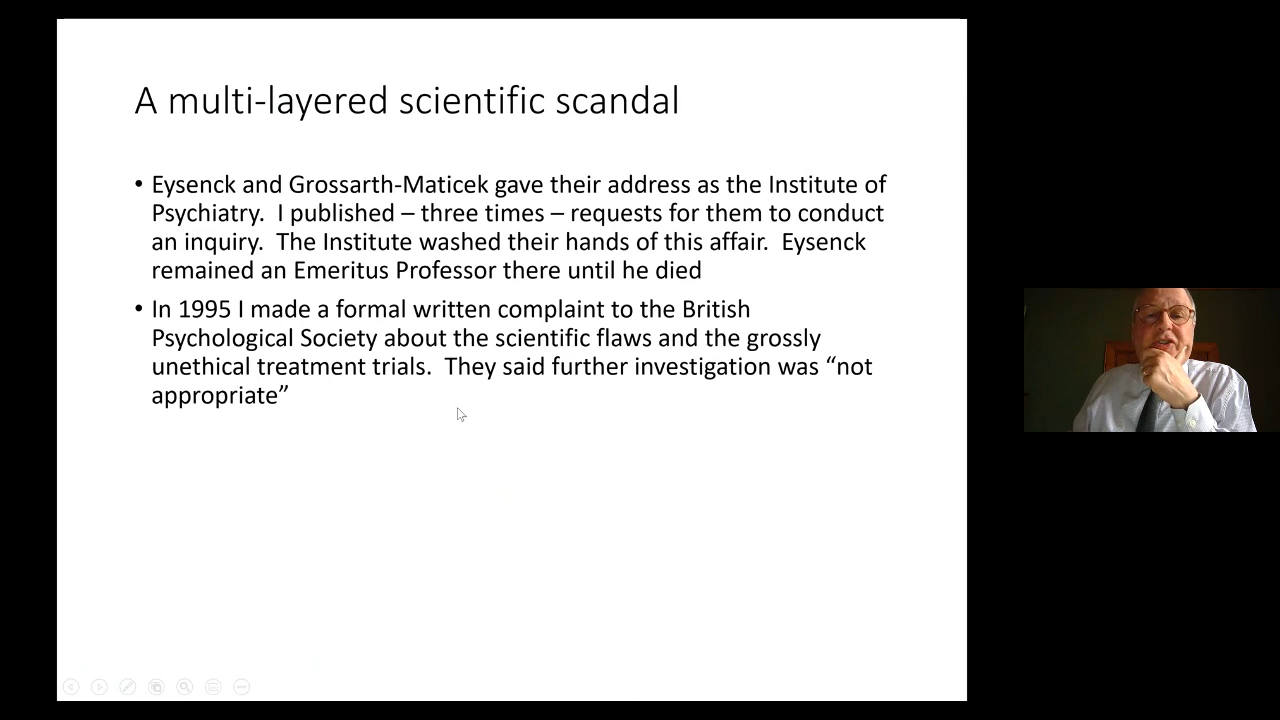 A multi-layered scientific scandal
• Eysenck and Grossarth-Maticek gave their address as the Institute of
Psychiatry.  I published – three times – requests for them to conduct
an inquiry.  The Institute washed their hands of this affair.  Eysenck
remained an Emeritus Professor there until he died
• In 1995 I made a formal written complaint to the British
Psychological Society about the scientific flaws and the grossly
unethical treatment trials.  They said further investigation was “not
appropriate”